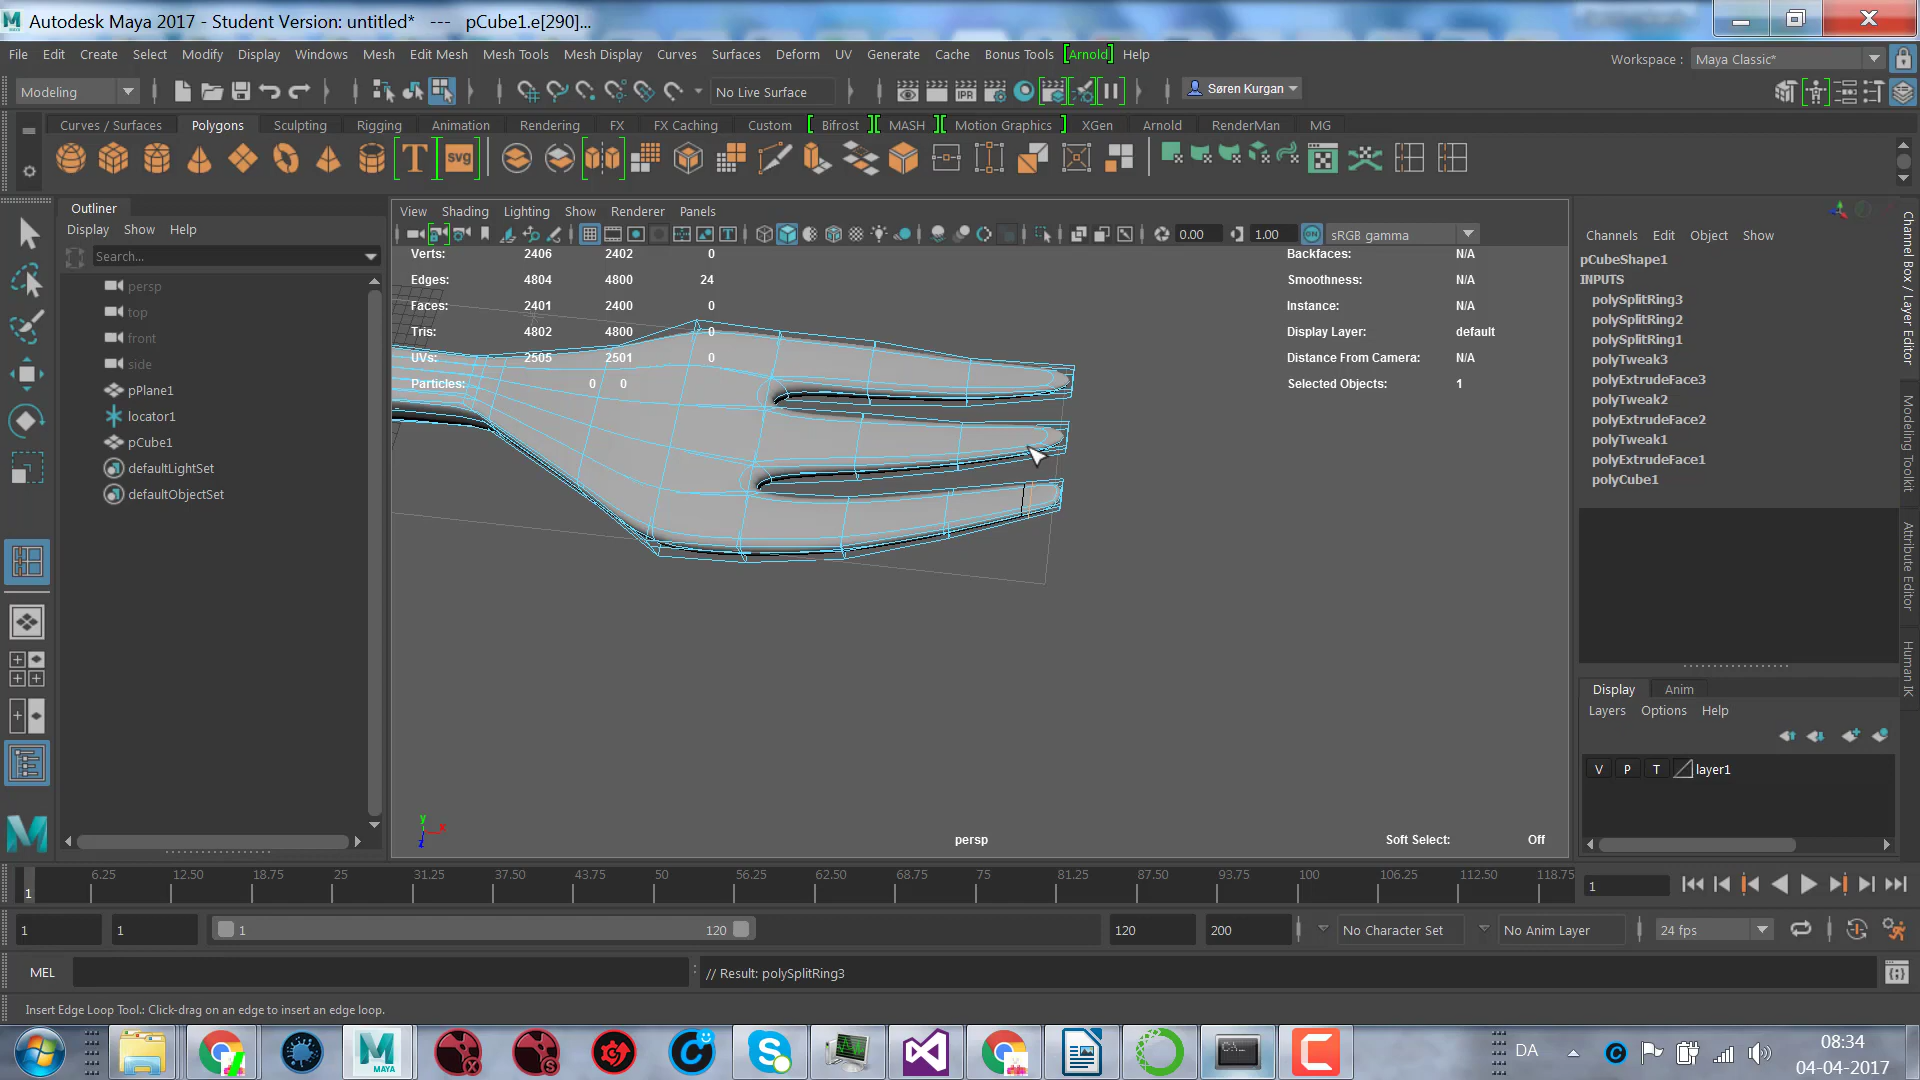 Autodesk Maya 2017 - Student Version: untitled*   ---   pCube1.e[290]...
File Edit Create Select Modify Display Windows Mesh Edit Mesh Mesh Tools Mesh Display Curves Surfaces Deform UV Generate Cache Bonus Tools [Arnold] Help
Workspace : Maya Classic*
Modeling
No Live Surface
Søren Kurgan
Curves / Surfaces Polygons Sculpting Rigging Animation Rendering FX FX Caching Custom Bifrost MASH Motion Graphics XGen Arnold RenderMan MG
T svg
IPR
Outliner
Display Show Help
Search...
persp
top
front
side
pPlane1
locator1
pCube1
defaultLightSet
defaultObjectSet
View Shading Lighting Show Renderer Panels
0.00 1.00 ON sRGB gamma
Verts: 2406 2402 0
Edges: 4804 4800 24
Faces: 2401 2400 0
Tris: 4802 4800 0
UVs: 2505 2501 0
Particles: 0 0
Backfaces: N/A
Smoothness: N/A
Instance: N/A
Display Layer: default
Distance From Camera: N/A
Selected Objects: 1
y
x
z
persp
Soft Select: Off
Channels Edit Object Show
pCubeShape1
INPUTS
polySplitRing3
polySplitRing2
polySplitRing1
polyTweak3
polyExtrudeFace3
polyTweak2
polyExtrudeFace2
polyTweak1
polyExtrudeFace1
polyCube1
Channel Box / Layer Editor
Modeling Toolkit
Attribute Editor
Human IK
Display Anim
Layers Options Help
V P T layer1
1 6.25 12.50 18.75 25 31.25 37.50 43.75 50 56.25 62.50 68.75 75 81.25 87.50 93.75 100 106.25 112.50 118.75
1
1 1 1 120 120 200 No Character Set No Anim Layer 24 fps
MEL
// Result: polySplitRing3
Insert Edge Loop Tool.: Click-drag on an edge to insert an edge loop.
MAYA
DA
08:34
04-04-2017